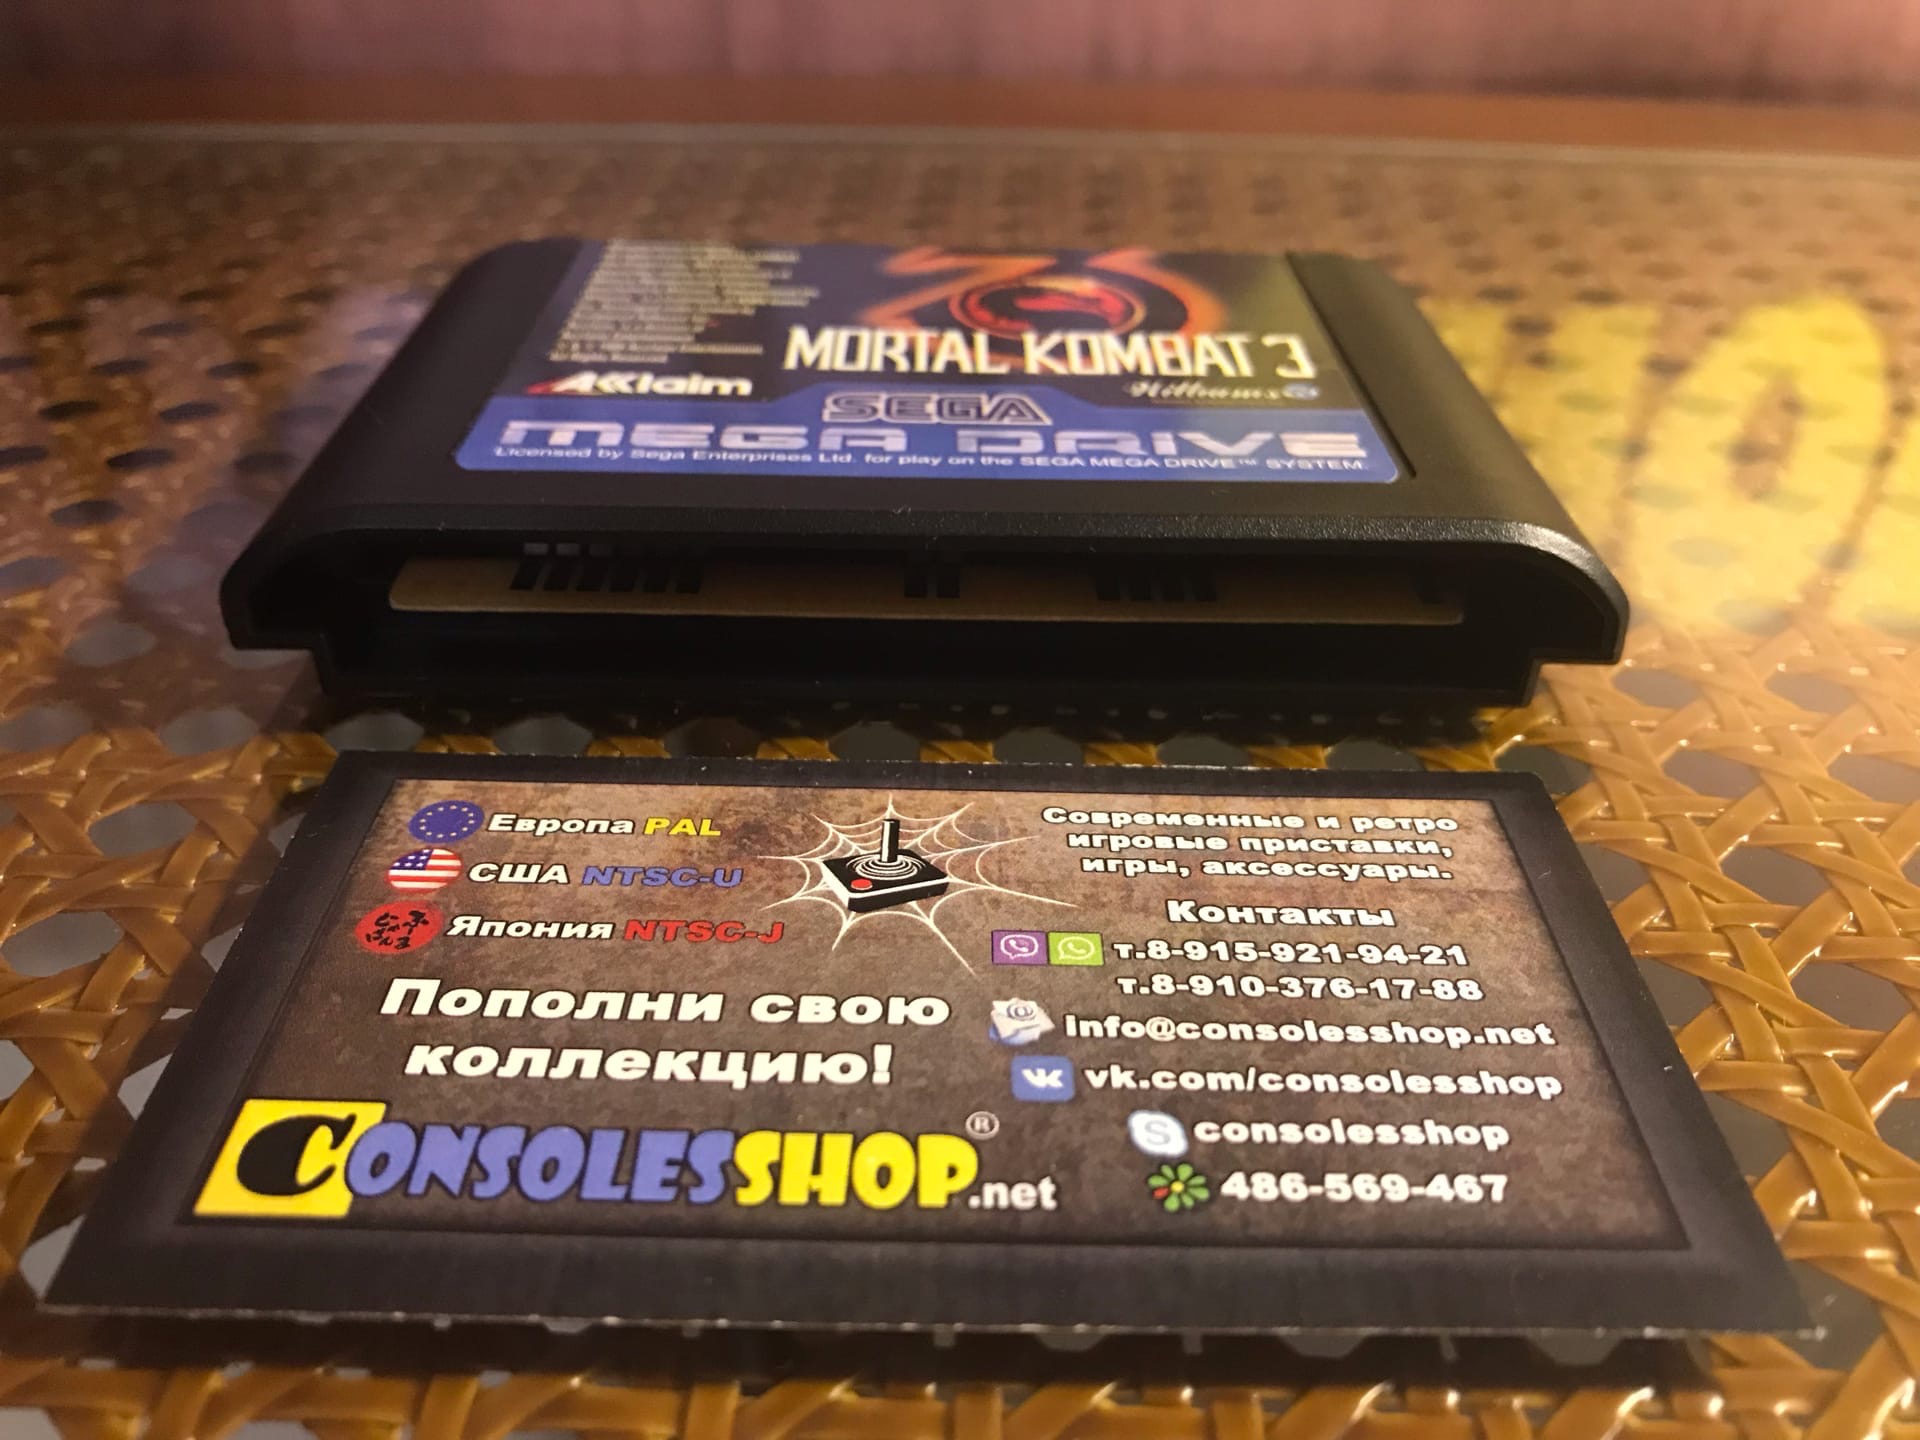 MORTAL KOMBAT 3
Williams
Acclaim
SEGA
MEGA DRIVE
Licensed by Sega Enterprises Ltd. for play on the SEGA MEGA DRIVE™ SYSTEM.
Европа PAL
США NTSC-U
Япония NTSC-J
Пополни свою
коллекцию!
CONSOLESSHOP.net
®
Современные и ретро
игровые приставки,
игры, аксессуары.
Контакты
т.8-915-921-94-21
т.8-910-376-17-88
info@consolesshop.net
vk.com/consolesshop
consolesshop
486-569-467